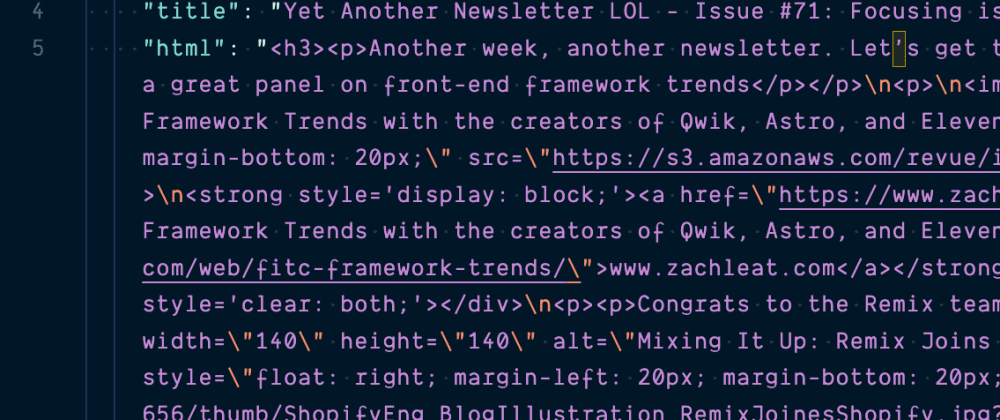 4 "title": "Yet Another Newsletter LOL - Issue #71: Focusing is
5 "html": "<h3><p>Another week, another newsletter. Let’s get t
a great panel on front-end framework trends</p></p>\n<p>\n<im
Framework Trends with the creators of Qwik, Astro, and Eleven
margin-bottom: 20px;\" src=\"https://s3.amazonaws.com/revue/i
>\n<strong style='display: block;'><a href=\"https://www.zach
Framework Trends with the creators of Qwik, Astro, and Eleven
com/web/fitc-framework-trends/\">www.zachleat.com</a></strong
style='clear: both;'></div>\n<p><p>Congrats to the Remix team
width=\"140\" height=\"140\" alt=\"Mixing It Up: Remix Joins
style=\"float: right; margin-left: 20px; margin-bottom: 20px;
656/thumb/ShopifyEng_BlogIllustration_RemixJoinesShopify.jpg?